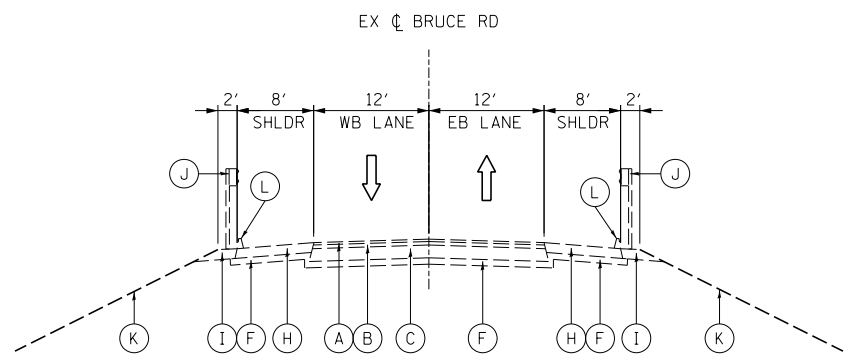 EX ℄ BRUCE RD
2' 8' 12' 12' 8' 2'
SHLDR WB LANE EB LANE SHLDR
J L L J
K I F H A B C F H F I K